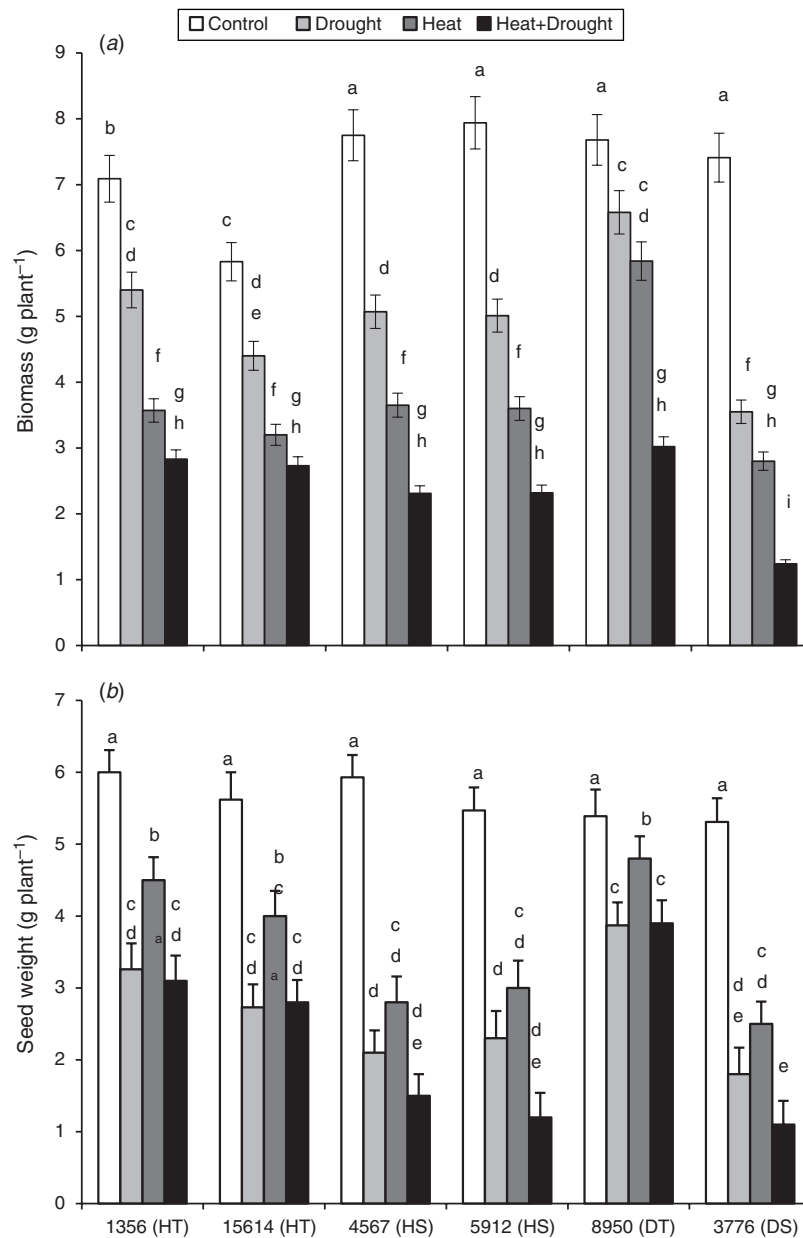 Control Drought Heat Heat+Drought
(a)
9
8
7
6
5
4
3
2
1
0
Biomass (g plant⁻¹)
b
c
d
f
g
h
c
d
e
f
g
h
a
d
f
g
h
a
d
f
g
h
a
c
c
d
g
h
a
f
g
h
i
(b)
7
6
5
4
3
2
1
0
Seed weight (g plant⁻¹)
a
c
d
b
a
c
d
a
c
d
b
c
a
c
d
a
d
c
d
d
e
a
d
c
d
d
e
a
c
b
c
a
d
e
c
d
e
1356 (HT) 15614 (HT) 4567 (HS) 5912 (HS) 8950 (DT) 3776 (DS)